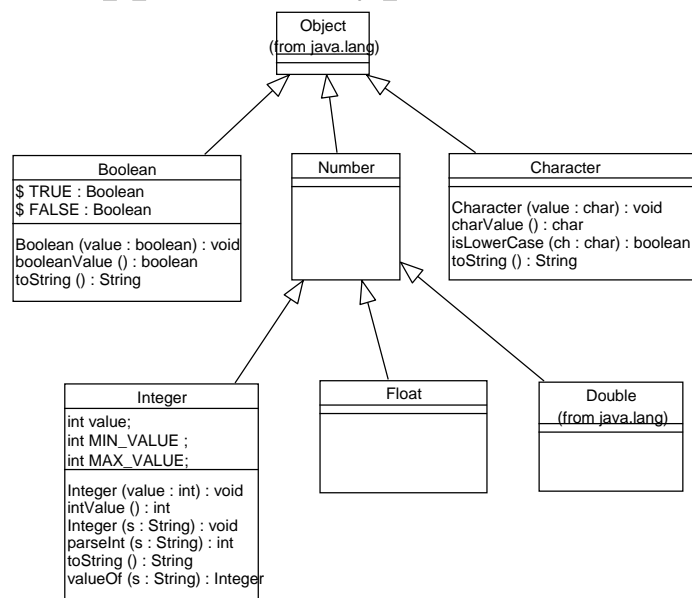 Object
(from java.lang)
Boolean
$ TRUE : Boolean
$ FALSE : Boolean
Boolean (value : boolean) : void
booleanValue () : boolean
toString () : String
Number
Character
Character (value : char) : void
charValue () : char
isLowerCase (ch : char) : boolean
toString () : String
Integer
int value;
int MIN_VALUE ;
int MAX_VALUE;
Integer (value : int) : void
intValue () : int
Integer (s : String) : void
parseInt (s : String) : int
toString () : String
valueOf (s : String) : Integer
Float
Double
(from java.lang)